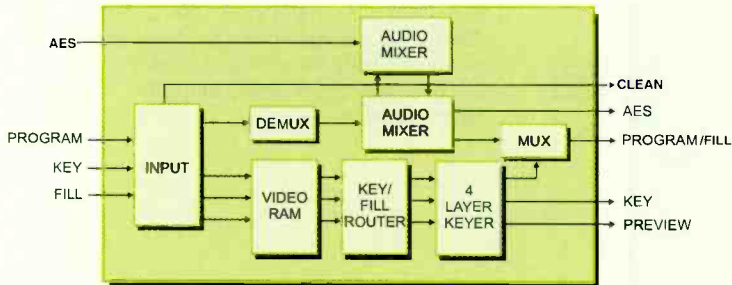 AUDIO
MIXER
AES
CLEAN
AES
DEMUX
AUDIO
MIXER
PROGRAM
MUX
PROGRAM/FILL
KEY
INPUT
FILL
VIDEO
RAM
KEY/
FILL
ROUTER
4
LAYER
KEYER
KEY
PREVIEW